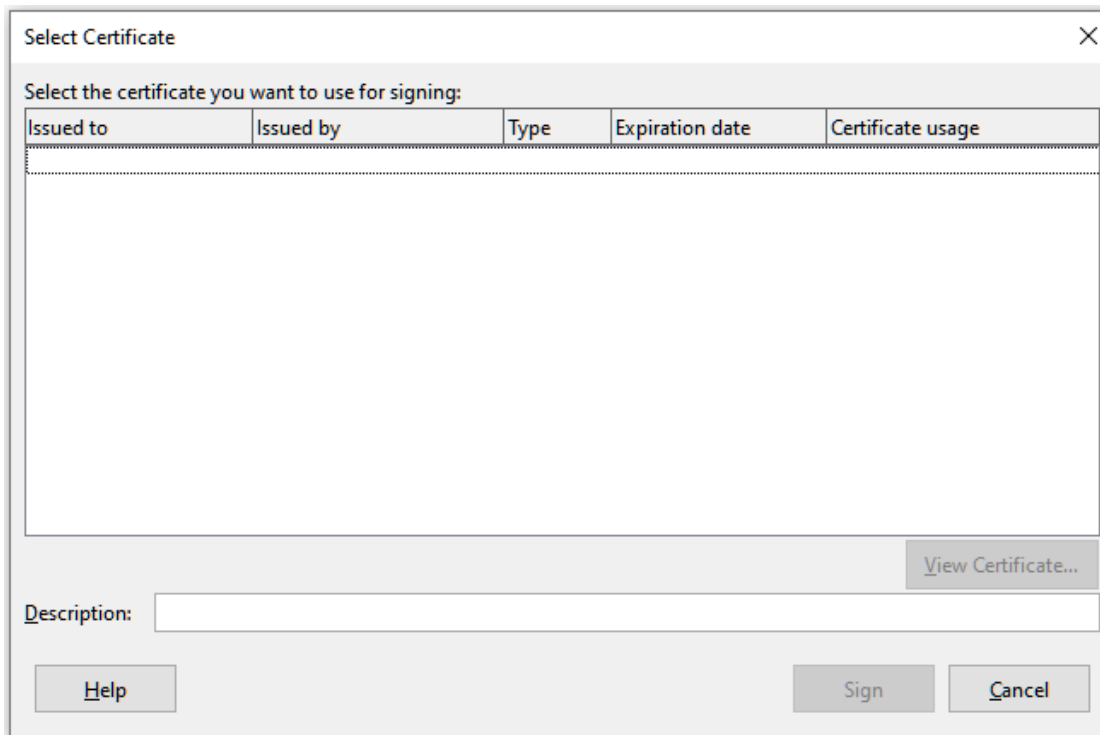 Select Certificate
Select the certificate you want to use for signing:
Issued to Issued by Type Expiration date Certificate usage
View Certificate...
Description:
Help Sign Cancel